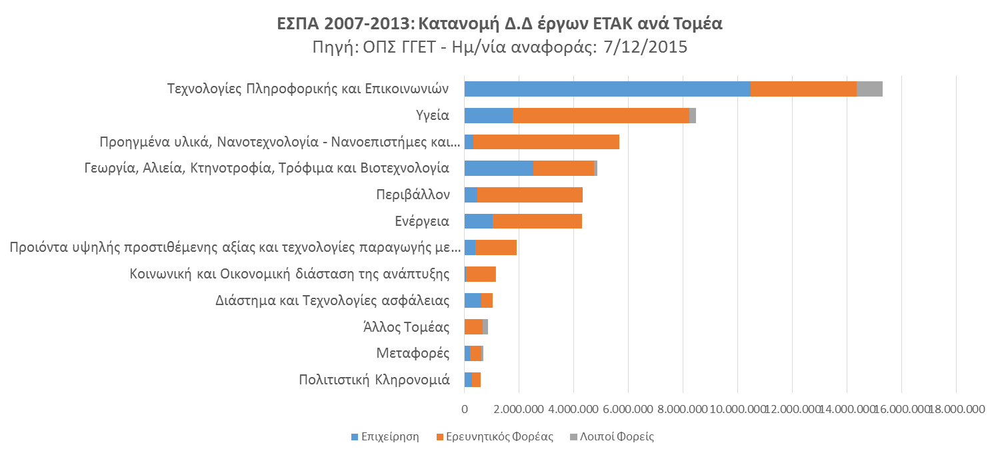 ΕΣΠΑ 2007-2013: Κατανομή Δ.Δ έργων ΕΤΑΚ ανά Τομέα
Πηγή: ΟΠΣ ΓΓΕΤ - Ημ/νία αναφοράς: 7/12/2015
Τεχνολογίες Πληροφορικής και Επικοινωνιών
Υγεία
Προηγμένα υλικά, Νανοτεχνολογία - Νανοεπιστήμες και...
Γεωργία, Αλιεία, Κτηνοτροφία, Τρόφιμα και Βιοτεχνολογία
Περιβάλλον
Ενέργεια
Προιόντα υψηλής προστιθέμενης αξίας και τεχνολογίες παραγωγής με...
Κοινωνική και Οικονομική διάσταση της ανάπτυξης
Διάστημα και Τεχνολογίες ασφάλειας
Άλλος Τομέας
Μεταφορές
Πολιτιστική Κληρονομιά
0 2.000.000 4.000.000 6.000.000 8.000.000 10.000.000 12.000.000 14.000.000 16.000.000 18.000.000
Επιχείρηση Ερευνητικός Φορέας Λοιποί Φορείς